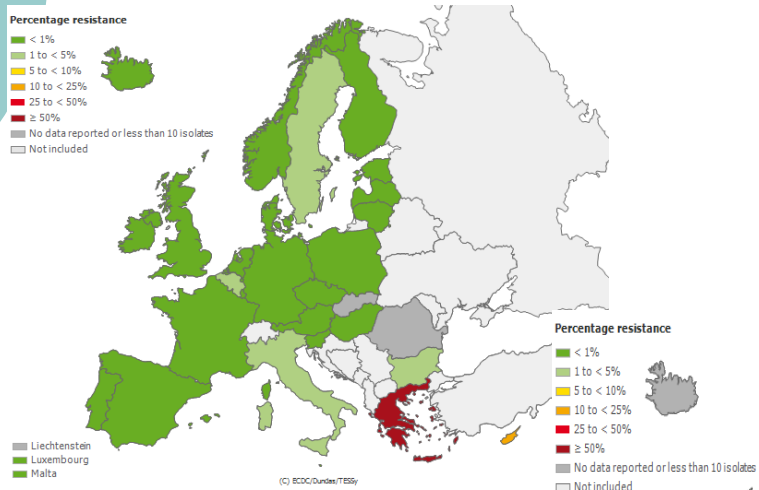 Percentage resistance
< 1%
1 to < 5%
5 to < 10%
10 to < 25%
25 to < 50%
≥ 50%
No data reported or less than 10 isolates
Not included
Liechtenstein
Luxembourg
Malta
(C) ECDC/Dundas/TESSy
Percentage resistance
< 1%
1 to < 5%
5 to < 10%
10 to < 25%
25 to < 50%
≥ 50%
No data reported or less than 10 isolates
Not included